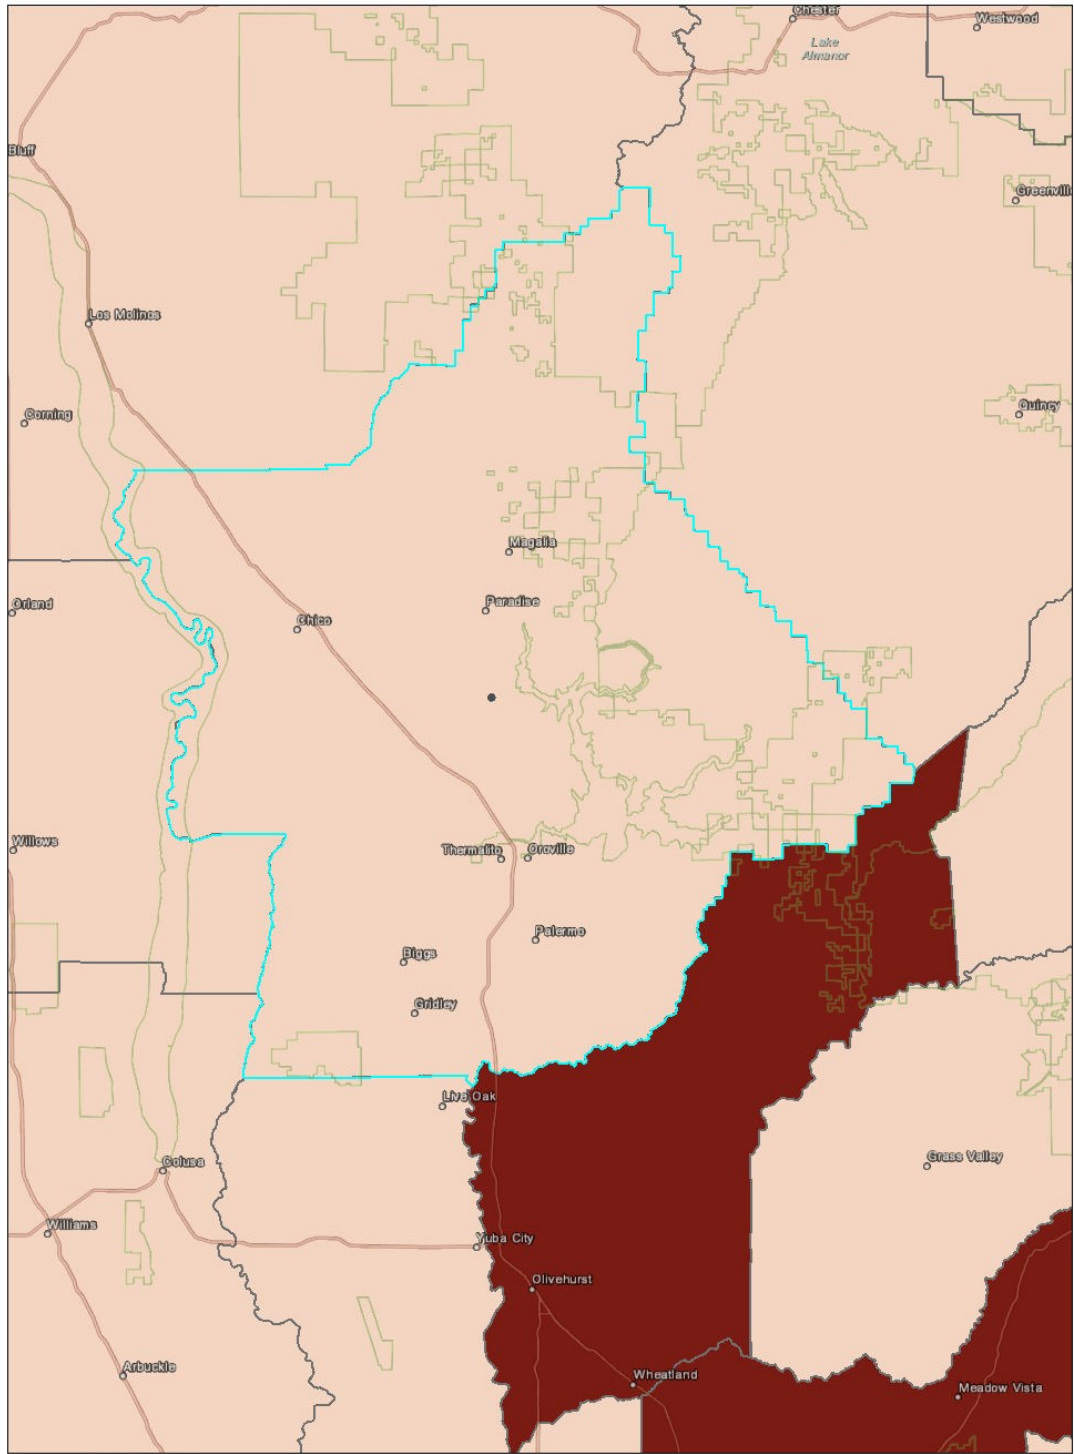 Chester
Westwood
Lake
Almanor
Bluff
Greenville
Los Molinos
Corning
Quincy
Magalia
Orland
Paradise
Chico
Willows
Thermalito
Oroville
Palermo
Biggs
Gridley
Live Oak
Colusa
Grass Valley
Williams
Yuba City
Olivehurst
Arbuckle
Wheatland
Meadow Vista